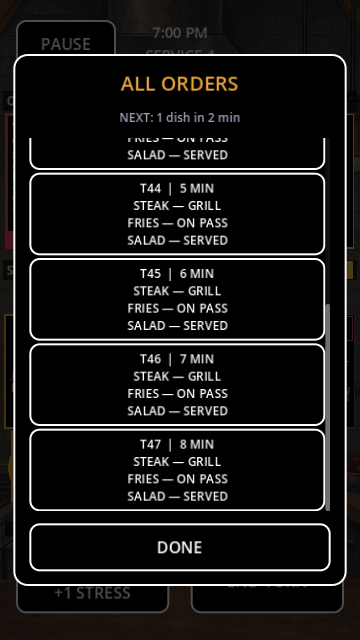 PAUSE
7:00 PM
ALL ORDERS
NEXT: 1 dish in 2 min
FRIES — ON PASS
SALAD — SERVED
T44 | 5 MIN
STEAK — GRILL
FRIES — ON PASS
SALAD — SERVED
T45 | 6 MIN
STEAK — GRILL
FRIES — ON PASS
SALAD — SERVED
T46 | 7 MIN
STEAK — GRILL
FRIES — ON PASS
SALAD — SERVED
T47 | 8 MIN
STEAK — GRILL
FRIES — ON PASS
SALAD — SERVED
DONE
+1 STRESS